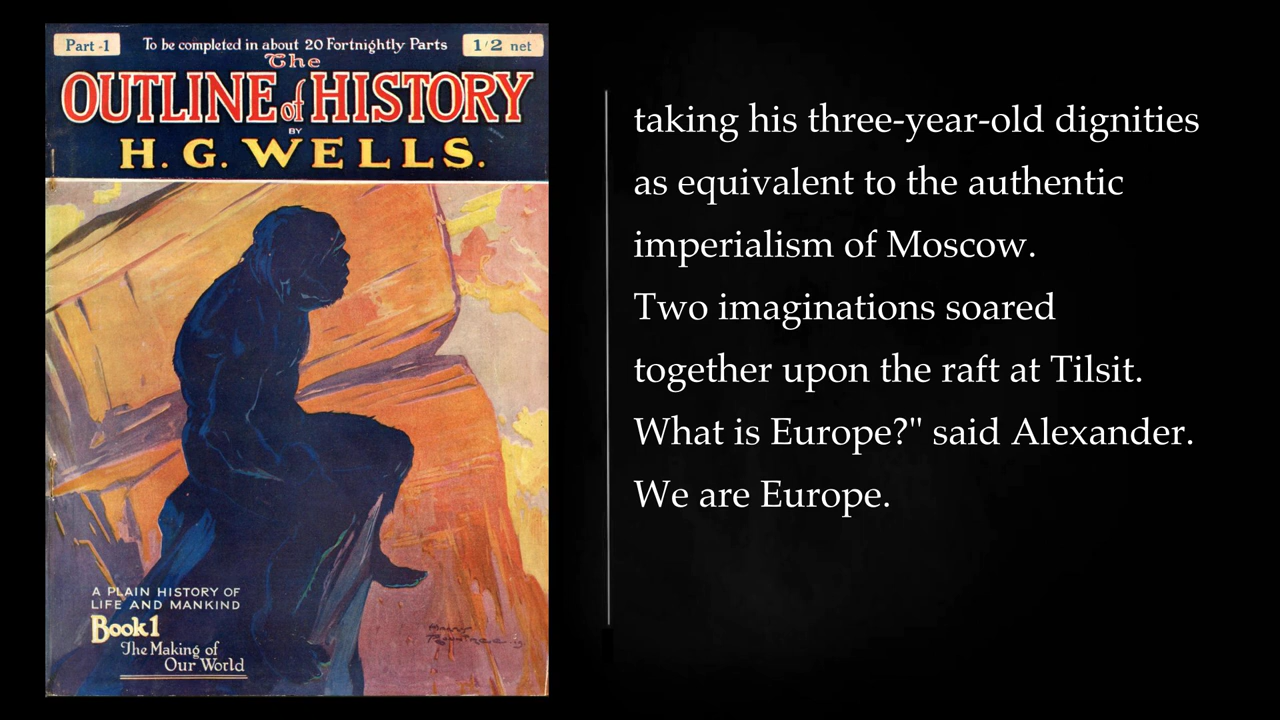 Part -1
To be completed in about 20 Fortnightly Parts
1/2 net
The
OUTLINE of HISTORY
BY
H. G. WELLS.
A PLAIN HISTORY OF
LIFE AND MANKIND
Book 1
The Making of
Our World
taking his three-year-old dignities
as equivalent to the authentic
imperialism of Moscow.
Two imaginations soared
together upon the raft at Tilsit.
What is Europe?" said Alexander.
We are Europe.